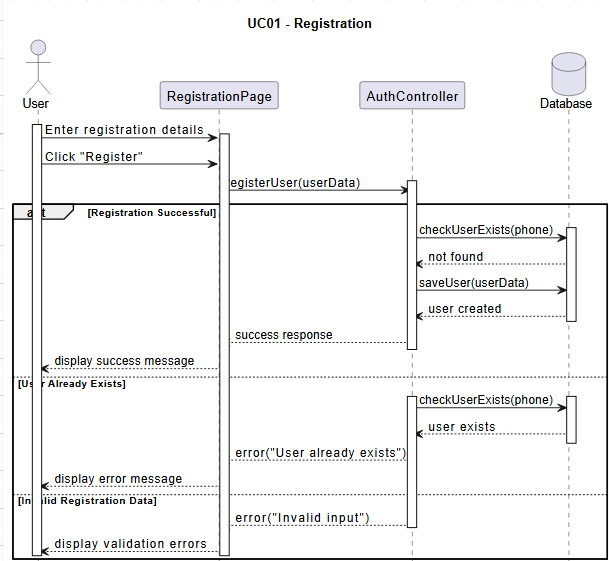 UC01 - Registration
User
RegistrationPage
AuthController
Database
Enter registration details
Click "Register"
registerUser(userData)
alt
[Registration Successful]
checkUserExists(phone)
not found
saveUser(userData)
user created
success response
display success message
[User Already Exists]
checkUserExists(phone)
user exists
error("User already exists")
display error message
[Invalid Registration Data]
error("Invalid input")
display validation errors